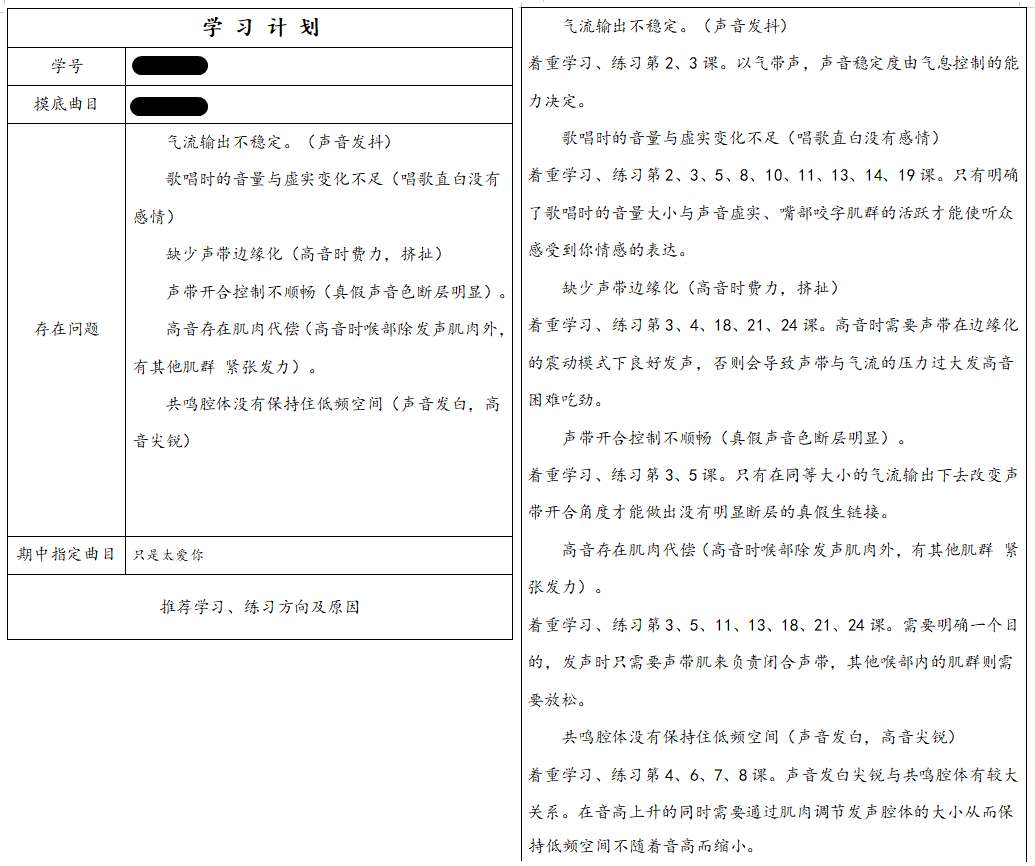 学 习 计 划
学号
摸底曲目
存在问题
气流输出不稳定。（声音发抖）
歌唱时的音量与虚实变化不足（唱歌直白没有
感情）
缺少声带边缘化（高音时费力，挤扯）
声带开合控制不顺畅（真假声音色断层明显）。
高音存在肌肉代偿（高音时喉部除发声肌肉外，
有其他肌群 紧张发力）。
共鸣腔体没有保持住低频空间（声音发白，高
音尖锐）
期中指定曲目
只是太爱你
推荐学习、练习方向及原因
气流输出不稳定。（声音发抖）
着重学习、练习第2、3课。以气带声，声音稳定度由气息控制的能
力决定。
歌唱时的音量与虚实变化不足（唱歌直白没有感情）
着重学习、练习第2、3、5、8、10、11、13、14、19课。只有明确
了歌唱时的音量大小与声音虚实、嘴部咬字肌群的活跃才能使听众
感受到你情感的表达。
缺少声带边缘化（高音时费力，挤扯）
着重学习、练习第3、4、18、21、24课。高音时需要声带在边缘化
的震动模式下良好发声，否则会导致声带与气流的压力过大发高音
困难吃劲。
声带开合控制不顺畅（真假声音色断层明显）。
着重学习、练习第3、5课。只有在同等大小的气流输出下去改变声
带开合角度才能做出没有明显断层的真假生链接。
高音存在肌肉代偿（高音时喉部除发声肌肉外，有其他肌群 紧
张发力）。
着重学习、练习第3、5、11、13、18、21、24课。需要明确一个目
的，发声时只需要声带肌来负责闭合声带，其他喉部内的肌群则需
要放松。
共鸣腔体没有保持住低频空间（声音发白，高音尖锐）
着重学习、练习第4、6、7、8课。声音发白尖锐与共鸣腔体有较大
关系。在音高上升的同时需要通过肌肉调节发声腔体的大小从而保
持低频空间不随着音高而缩小。